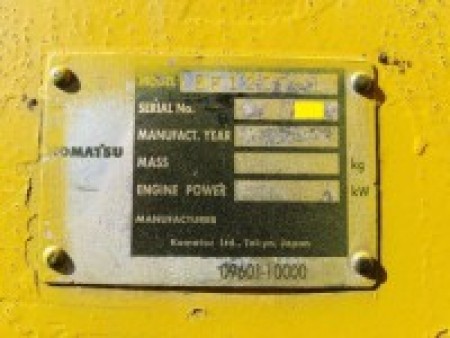 MODEL
SERIAL No.
MANUFACT. YEAR
KOMATSU
MASS kg
ENGINE POWER kW
MANUFACTURER
Komatsu Ltd., Tokyo, Japan
09601-10000